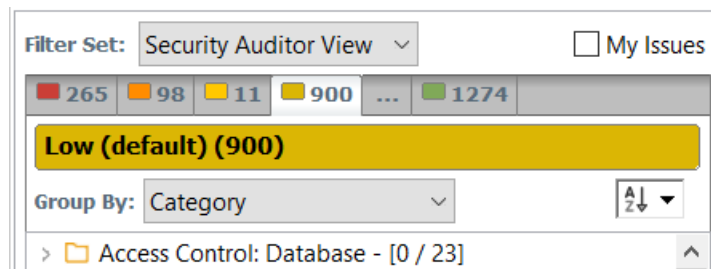 Filter Set: Security Auditor View My Issues
265 98 11 900 ... 1274
Low (default) (900)
Group By: Category
Access Control: Database - [0 / 23]